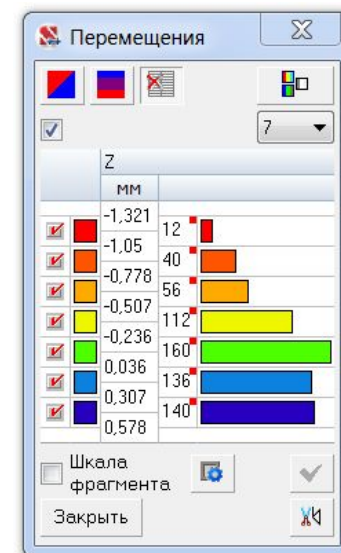 Перемещения
7
Z
мм
-1,321
12
-1,05
40
-0,778
56
-0,507
112
-0,236
160
0,036
136
0,307
140
0,578
Шкала
фрагмента
Закрыть